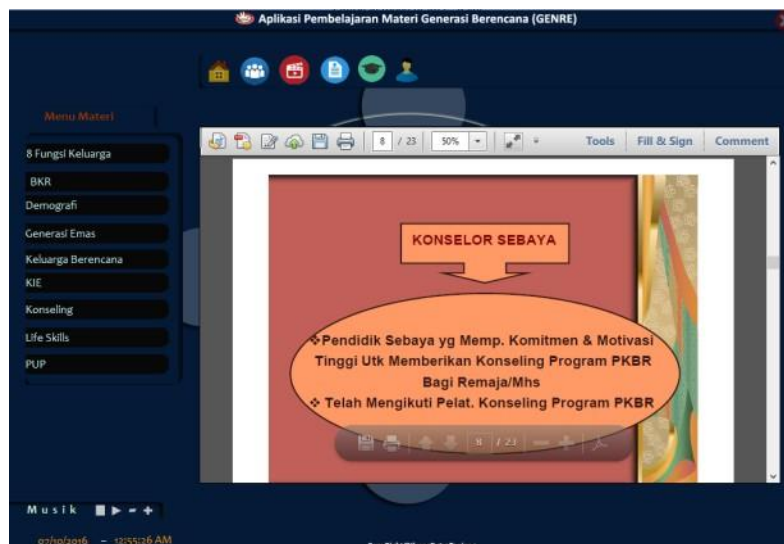 Aplikasi Pembelajaran Materi Generasi Berencana (GENRE)
Menu Materi
8 Fungsi Keluarga
BKR
Demografi
Generasi Emas
Keluarga Berencana
KIE
Konseling
Life Skills
PUP
8 / 23 50% Tools Fill & Sign Comment
KONSELOR SEBAYA
❖Pendidik Sebaya yg Memp. Komitmen & Motivasi
Tinggi Utk Memberikan Konseling Program PKBR
Bagi Remaja/Mhs
❖ Telah Mengikuti Pelat. Konseling Program PKBR
8 / 23
Musik
07/10/2016 - 12:55:26 AM